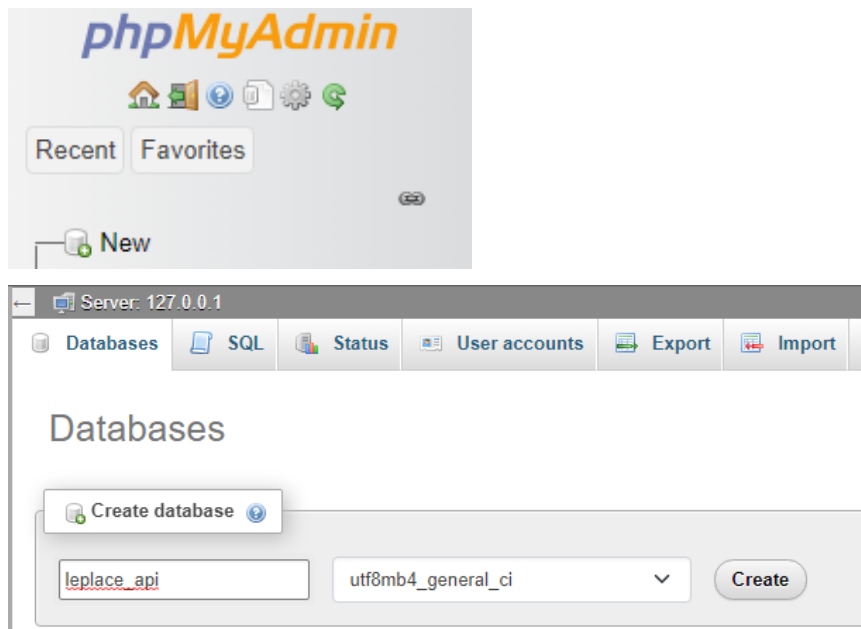 phpMyAdmin
Recent Favorites
New
← Server: 127.0.0.1
Databases SQL Status User accounts Export Import
Databases
Create database
leplace_api utf8mb4_general_ci Create